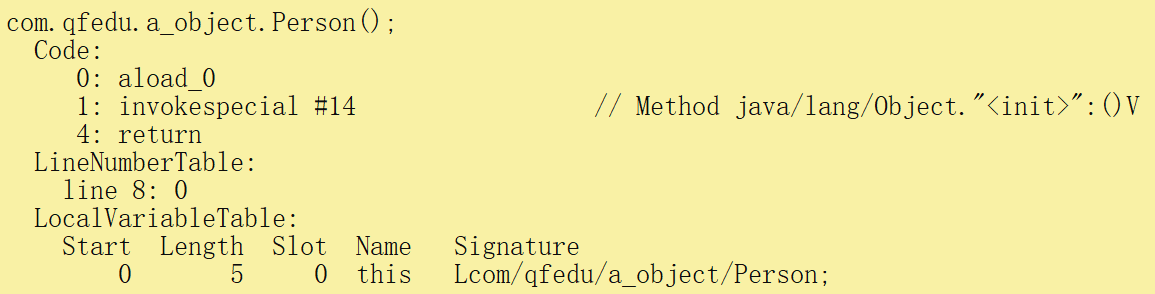 com.qfedu.a_object.Person();
Code:
0: aload_0
1: invokespecial #14 // Method java/lang/Object."<init>":()V
4: return
LineNumberTable:
line 8: 0
LocalVariableTable:
Start Length Slot Name Signature
0 5 0 this Lcom/qfedu/a_object/Person;